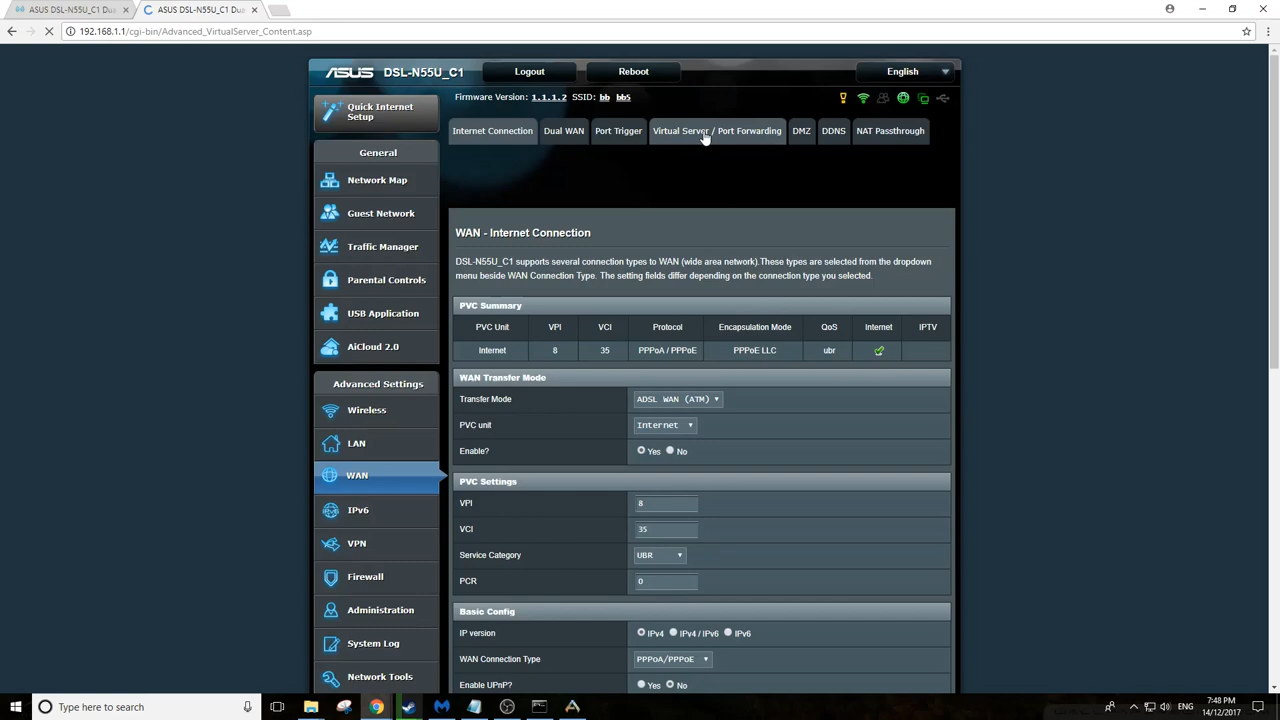 ASUS DSL-N55U_C1 Du
ASUS DSL-N55U_C1 Dua
192.168.1.1/cgi-bin/Advanced_VirtualServer_Content.asp
ASUS DSL-N55U_C1
Logout
Reboot
English
Quick Internet Setup
Firmware Version: 1.1.1.2 SSID: bb bb5
Internet Connection
Dual WAN
Port Trigger
Virtual Server / Port Forwarding
DMZ
DDNS
NAT Passthrough
General
Network Map
Guest Network
Traffic Manager
Parental Controls
USB Application
AiCloud 2.0
Advanced Settings
Wireless
LAN
WAN
IPv6
VPN
Firewall
Administration
System Log
Network Tools
WAN - Internet Connection
DSL-N55U_C1 supports several connection types to WAN (wide area network).These types are selected from the dropdown
menu beside WAN Connection Type. The setting fields differ depending on the connection type you selected.
PVC Summary
PVC Unit VPI VCI Protocol Encapsulation Mode QoS Internet IPTV
Internet 8 35 PPPoA / PPPoE PPPoE LLC ubr
WAN Transfer Mode
Transfer Mode ADSL WAN (ATM)
PVC unit Internet
Enable? Yes No
PVC Settings
VPI 8
VCI 35
Service Category UBR
PCR 0
Basic Config
IP version IPv4 IPv4 / IPv6 IPv6
WAN Connection Type PPPoA/PPPoE
Enable UPnP? Yes No
Type here to search
ENG
7:48 PM
14/12/2017